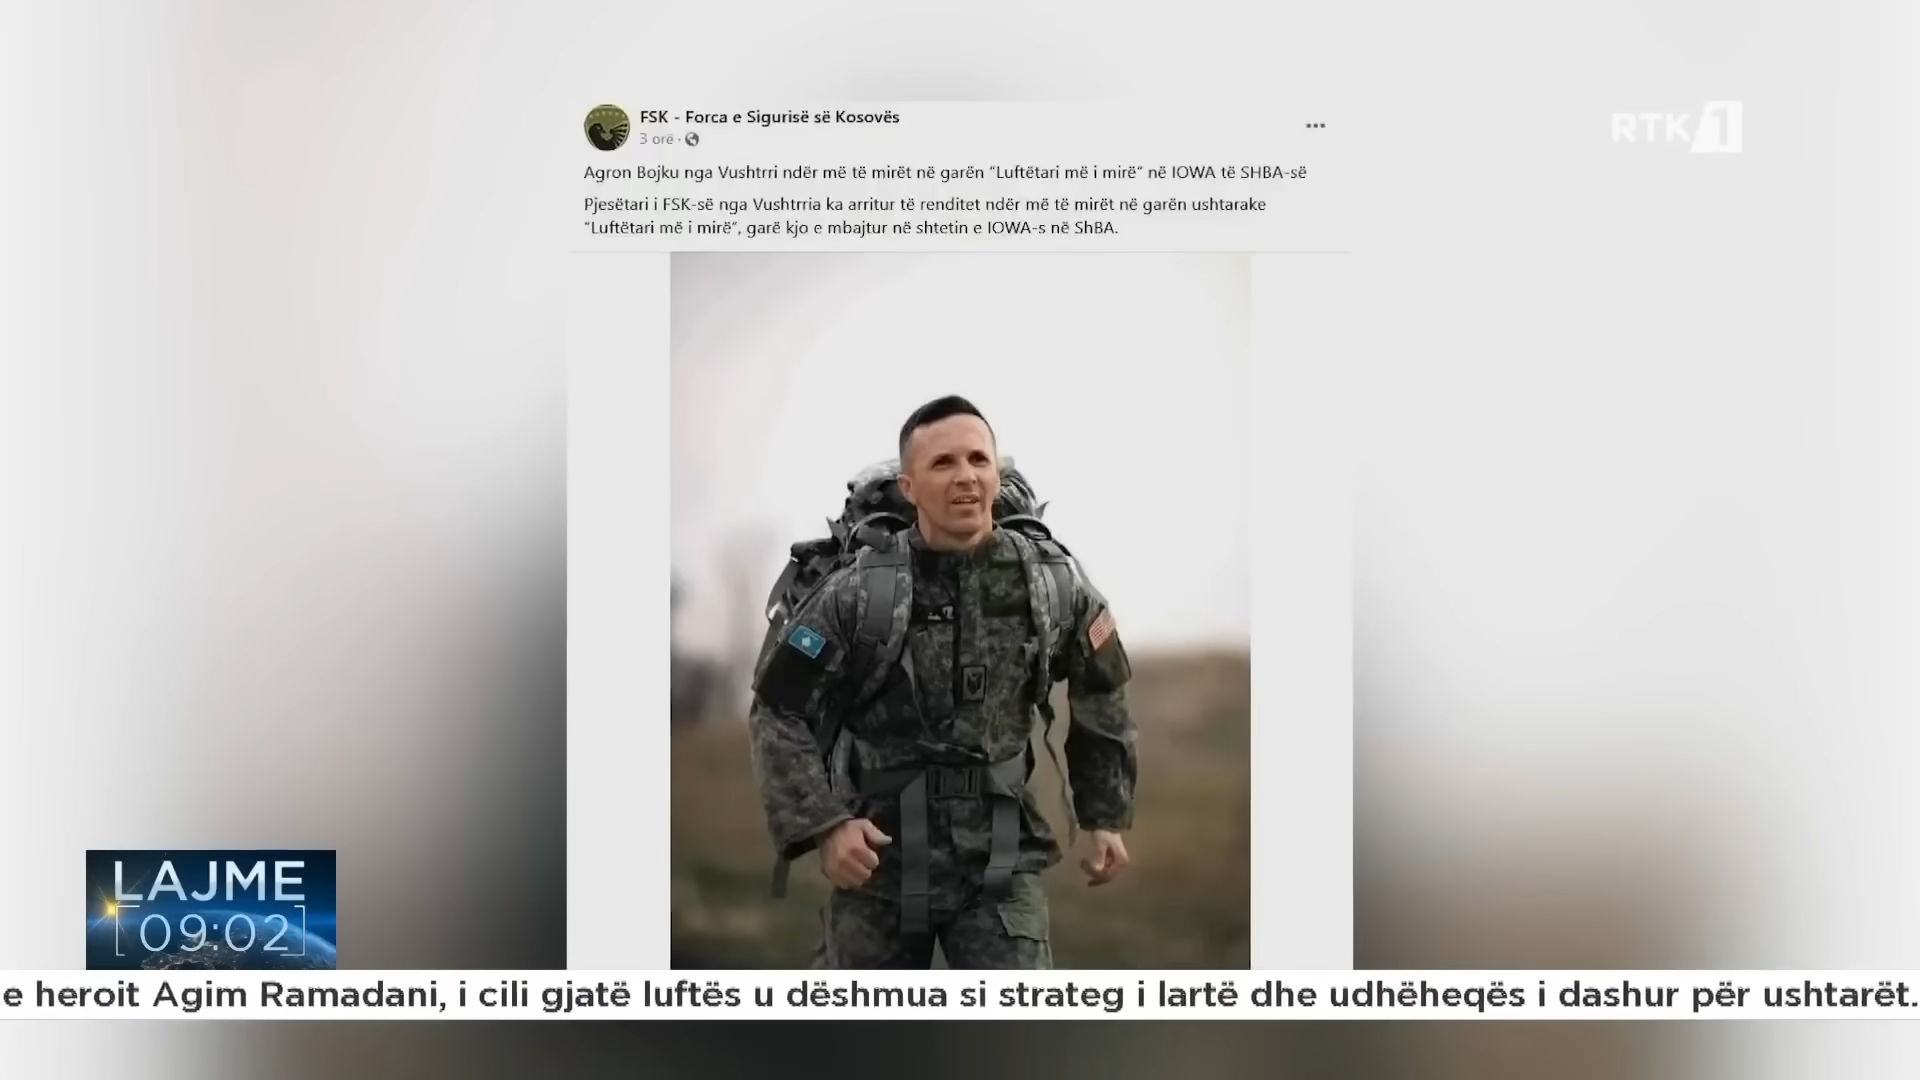 FSK - Forca e Sigurisë së Kosovës
3 orë ·
RTK 1
Agron Bojku nga Vushtrri ndër më të mirët në garën “Luftëtari më i mirë” në IOWA të SHBA-së
Pjesëtari i FSK-së nga Vushtrria ka arritur të renditet ndër më të mirët në garën ushtarake
“Luftëtari më i mirë”, garë kjo e mbajtur në shtetin e IOWA-s në ShBA.
LAJME
09:02
e heroit Agim Ramadani, i cili gjatë luftës u dëshmua si strateg i lartë dhe udhëheqës i dashur për ushtarët.